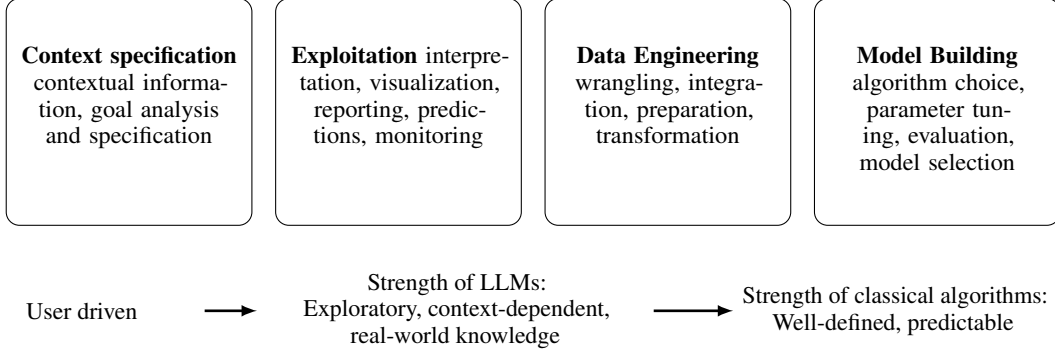 Context specification
contextual informa-
tion, goal analysis
and specification
Exploitation interpre-
tation, visualization,
reporting, predic-
tions, monitoring
Data Engineering
wrangling, integra-
tion, preparation,
transformation
Model Building
algorithm choice,
parameter tun-
ing, evaluation,
model selection
User driven
Strength of LLMs:
Exploratory, context-dependent,
real-world knowledge
Strength of classical algorithms:
Well-defined, predictable